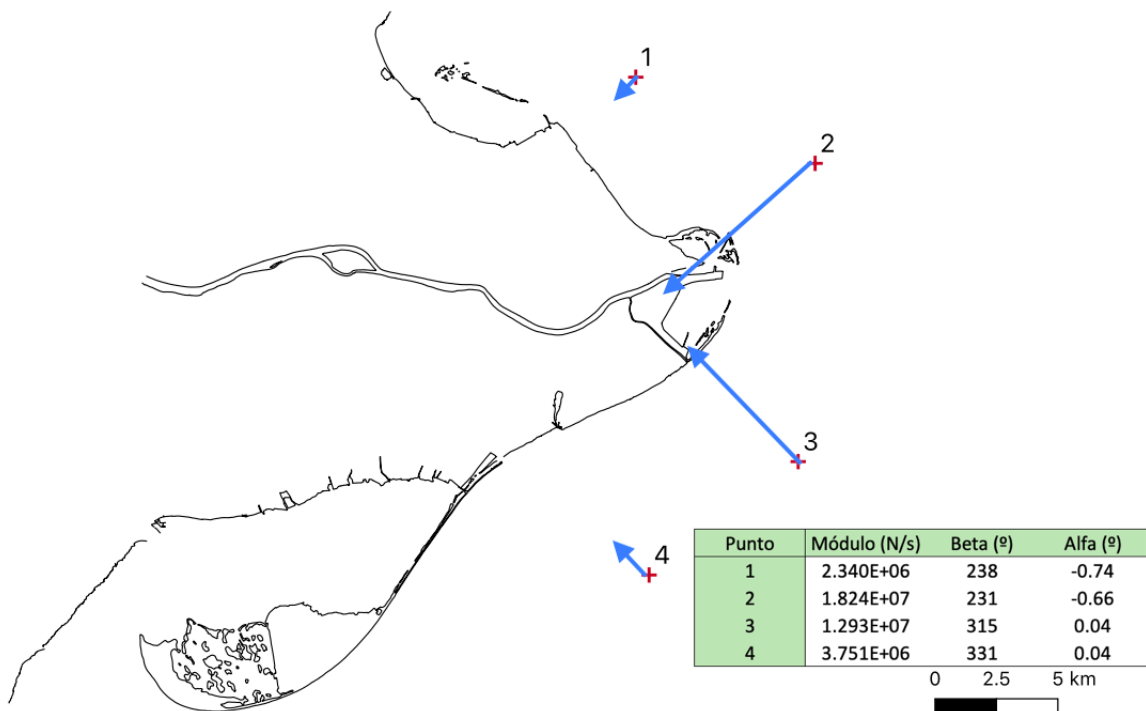 1
2
3
4
Punto Módulo (N/s) Beta (º) Alfa (º)
1 2.340E+06 238 -0.74
2 1.824E+07 231 -0.66
3 1.293E+07 315 0.04
4 3.751E+06 331 0.04
0 2.5 5 km